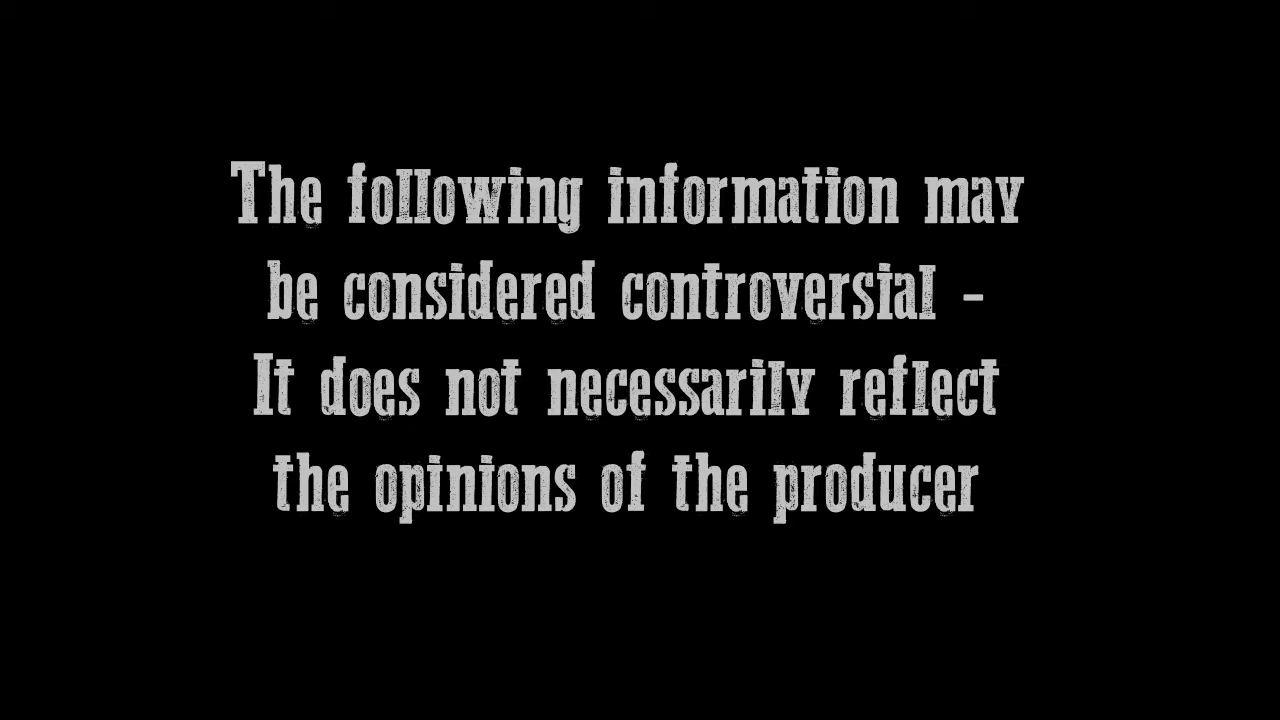 The following information may
be considered controversial -
It does not necessarily reflect
the opinions of the producer